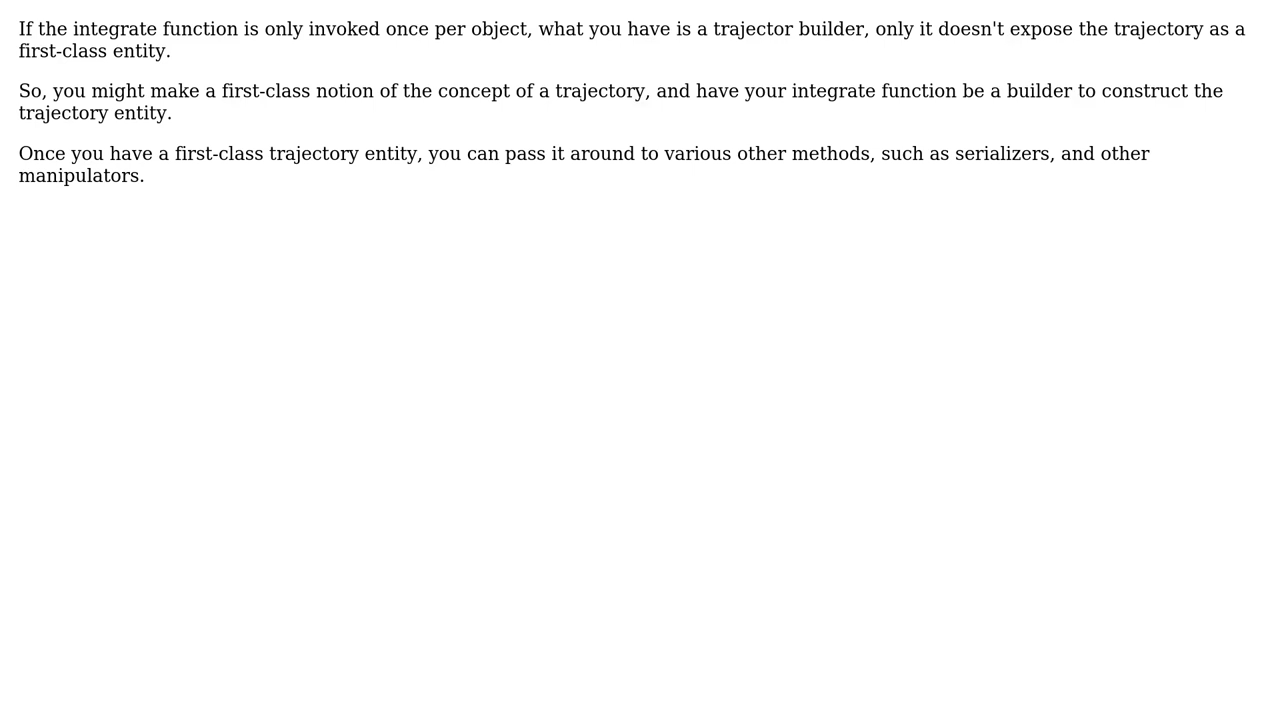 If the integrate function is only invoked once per object, what you have is a trajector builder, only it doesn't expose the trajectory as a
first-class entity.
So, you might make a first-class notion of the concept of a trajectory, and have your integrate function be a builder to construct the
trajectory entity.
Once you have a first-class trajectory entity, you can pass it around to various other methods, such as serializers, and other
manipulators.